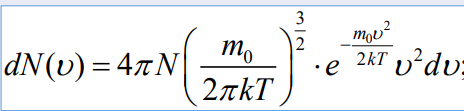 dN(υ) = 4πN(m₀/2πkT)^(3/2) · e^(−m₀υ²/2kT) υ²dυ;